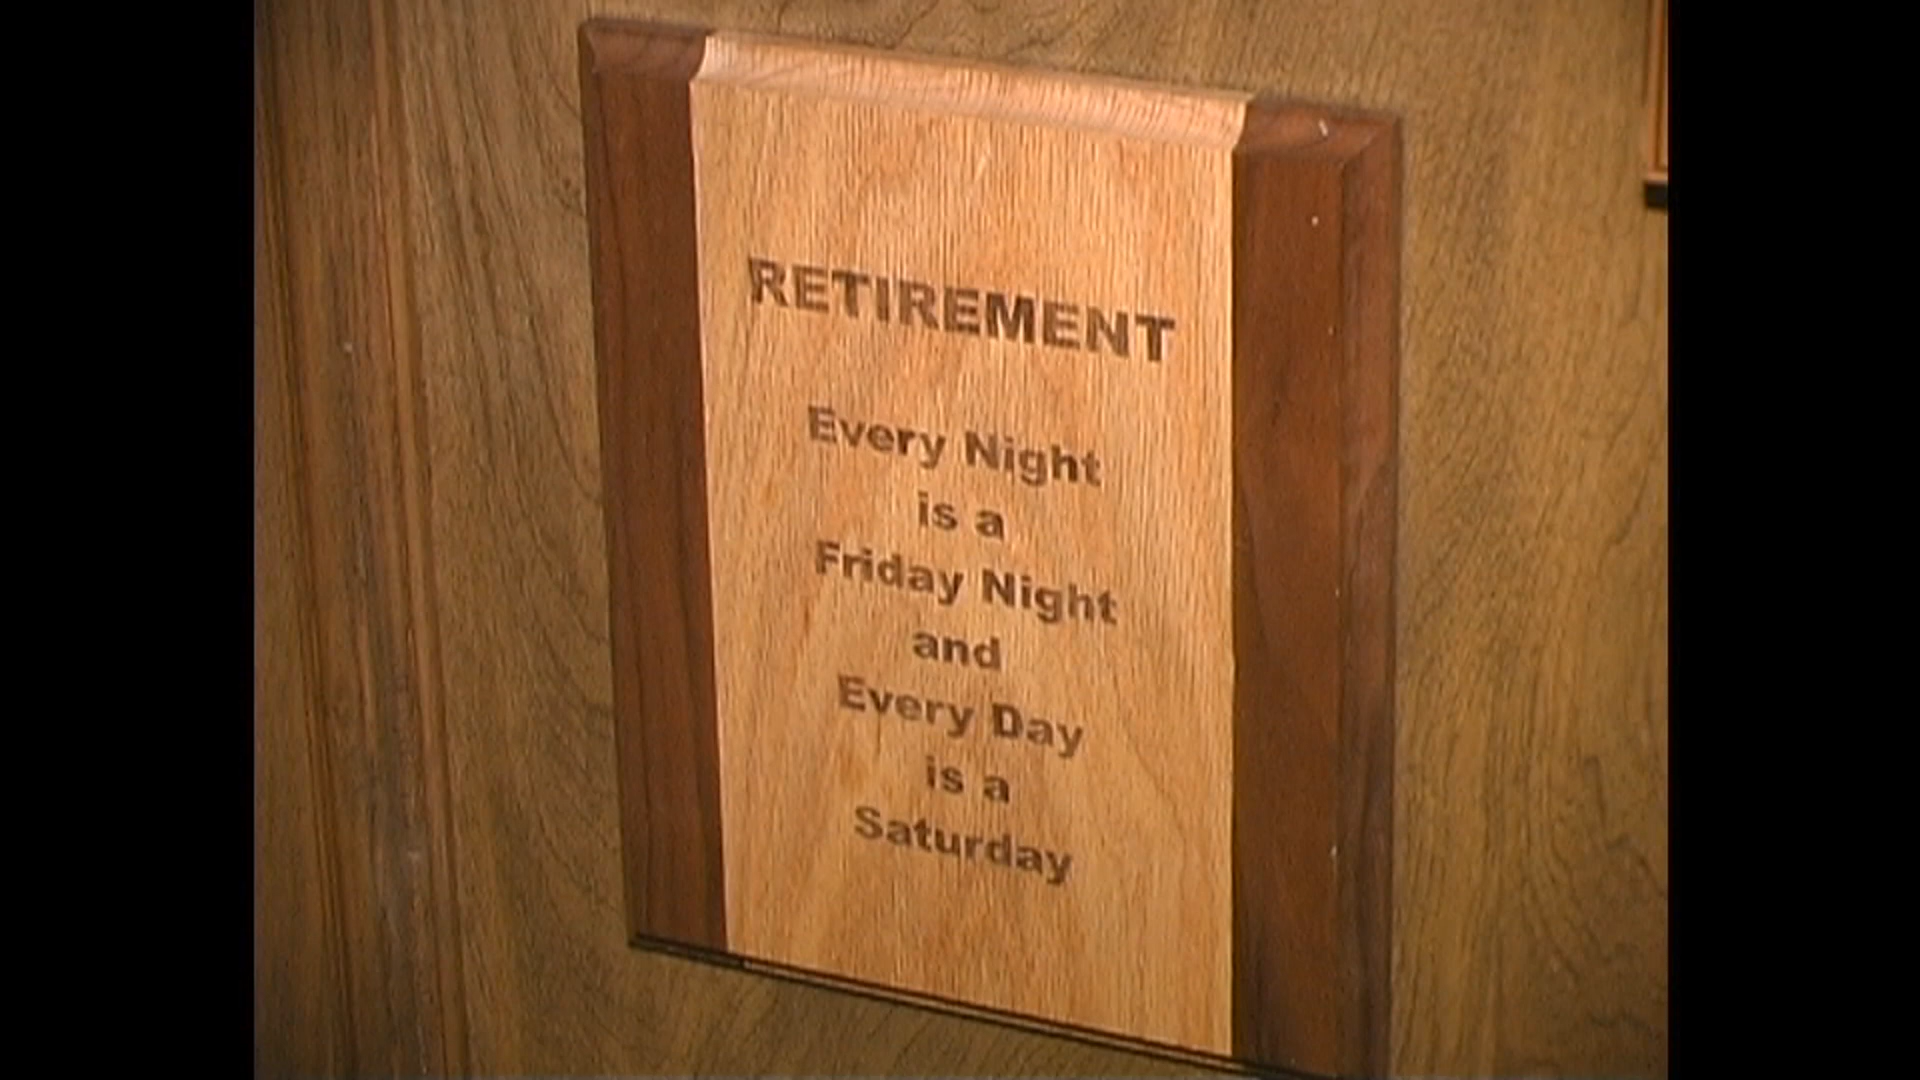 RETIREMENT
Every Night
is a
Friday Night
and
Every Day
is a
Saturday